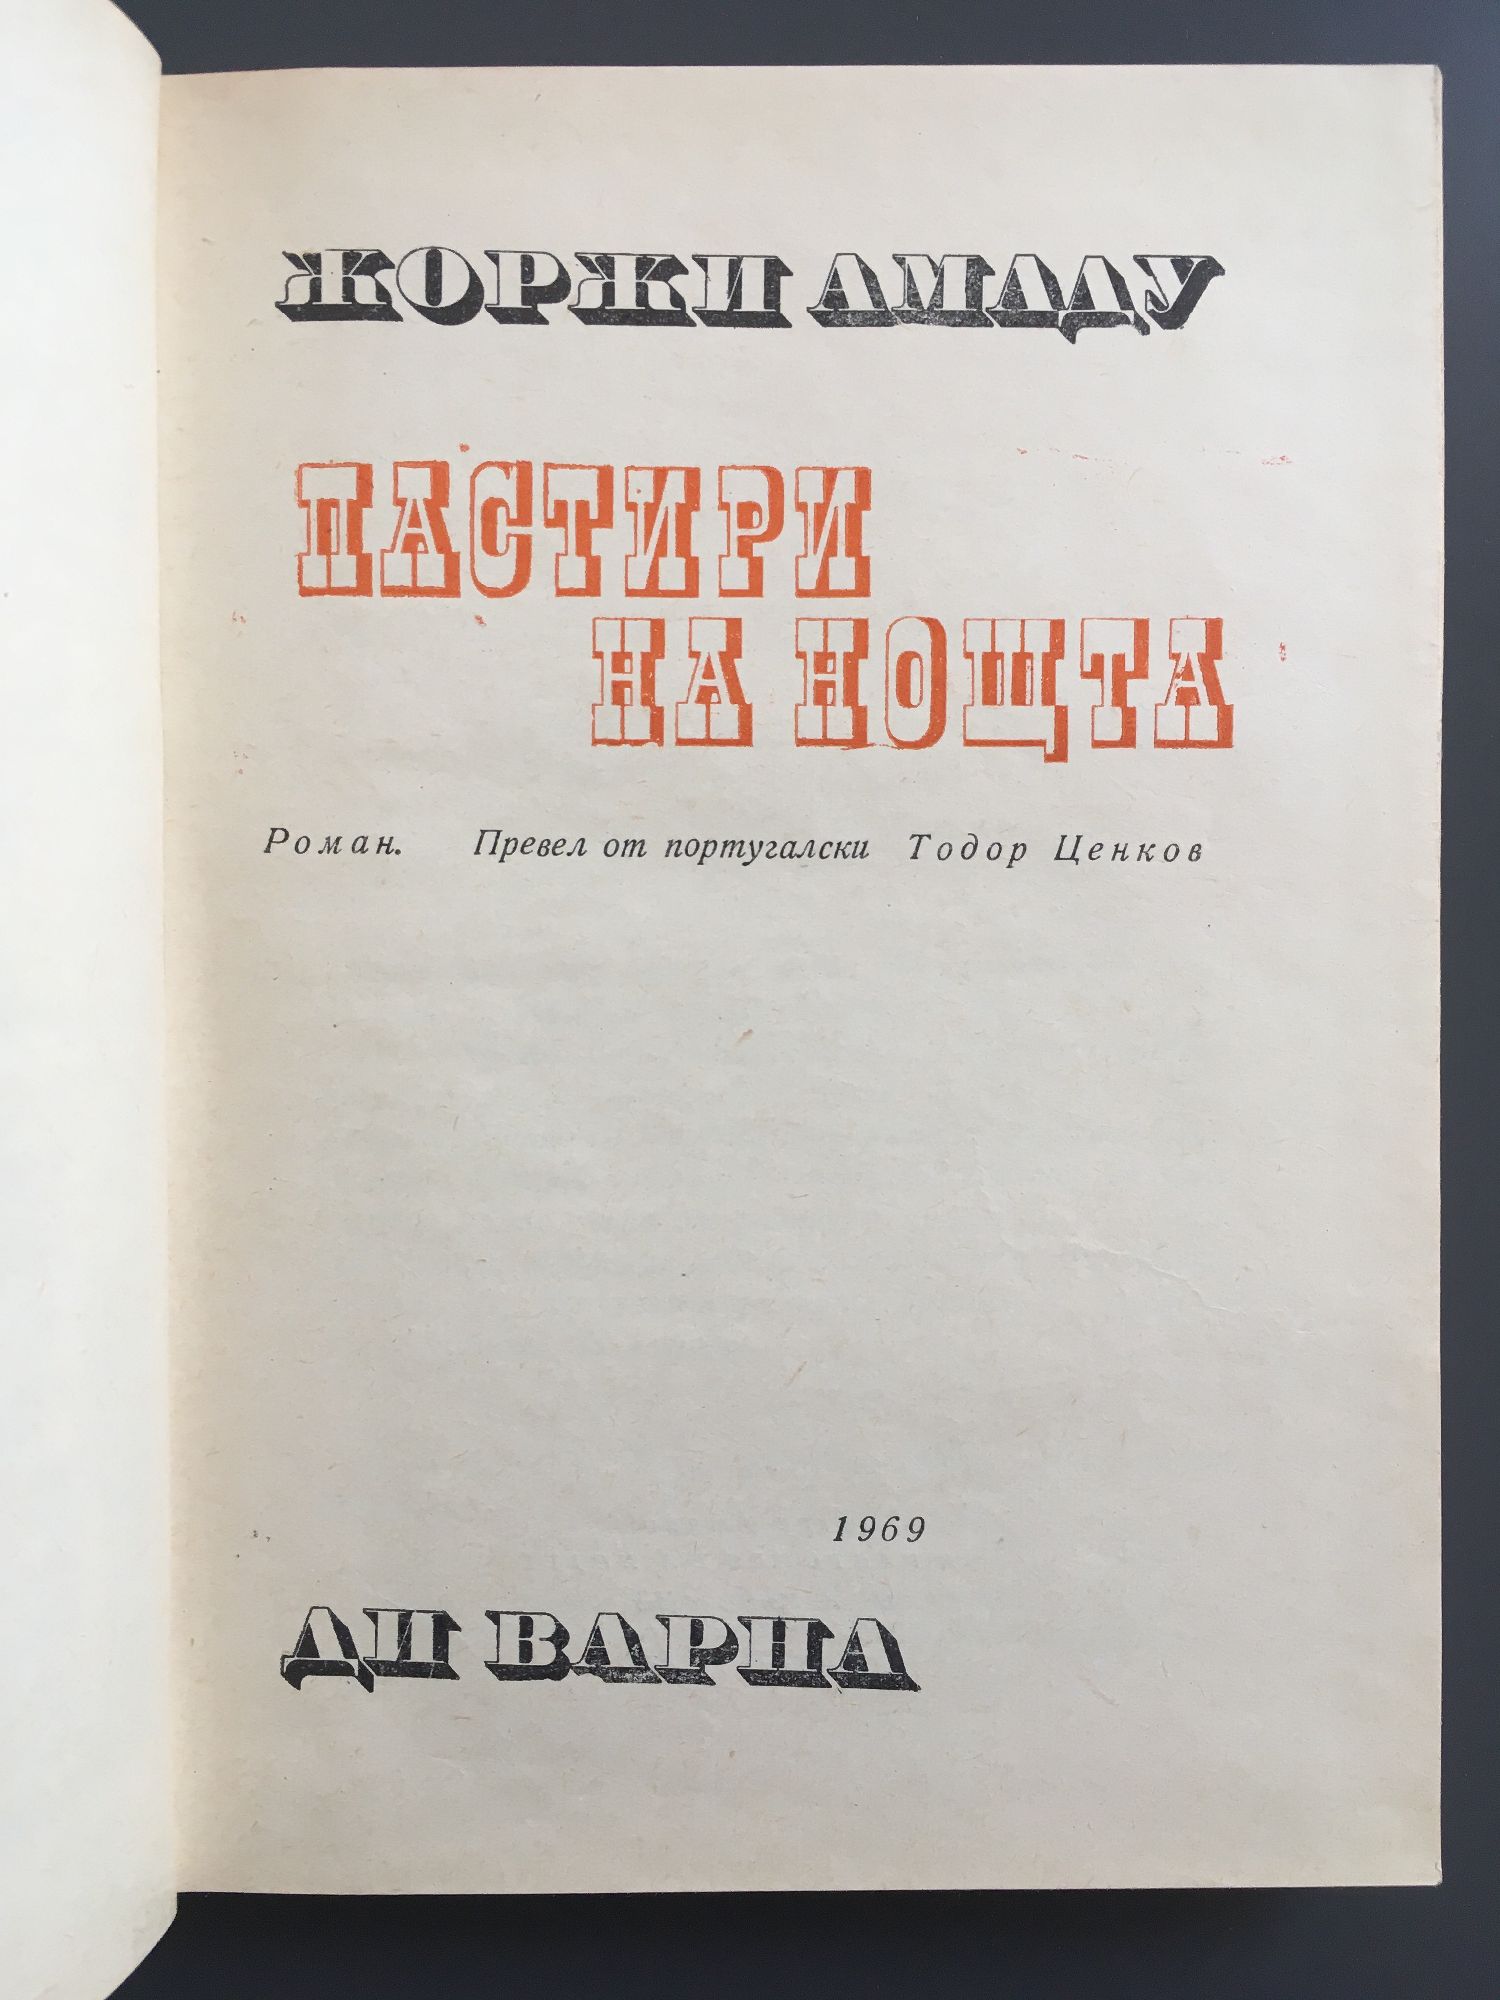 ЖОРЖИ АМАДУ
ПАСТИРИ
НА НОЩТА
Роман. Превел от португалски Тодор Ценков
1969
ДИ ВАРНА